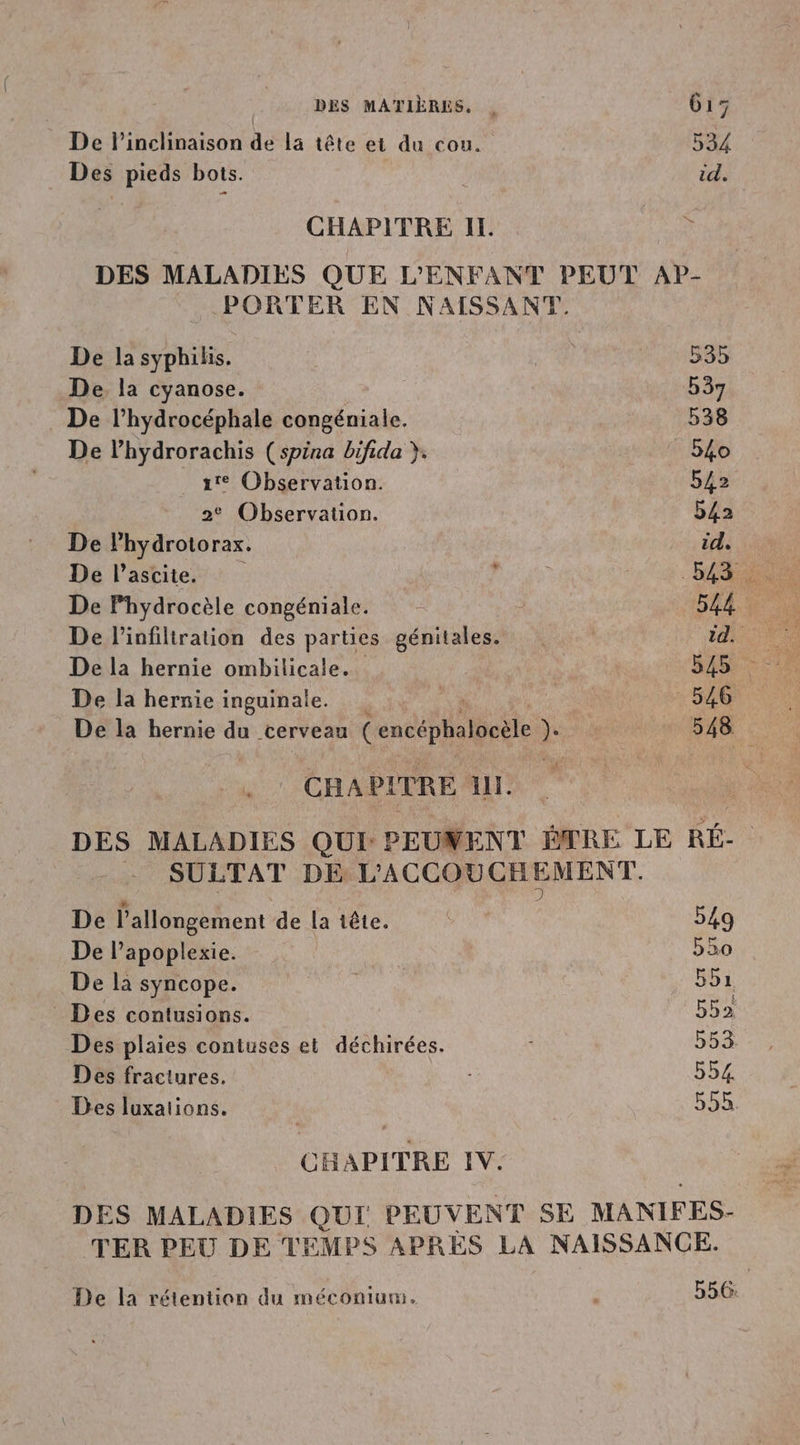 DES MATIÈRES. 617
De l'inclinaison de la tête et du cou. 534
Des pieds bots. id.
CHAPITRE II.
DES MALADIES QUE L'ENFANT PEUT AP-
PORTER EN NAISSANT.
De la syphilis. 535
De la cyanose. 537
De l'hydrocéphale congéniale. 538
De l'hydrorachis (spina bifida). 540
1re Observation. 542
2e Observation. 542
De l'hydrotorax. id.
De l'ascite. 543
De l'hydrocèle congéniale. 544
De l'infiltration des parties génitales. id.
De la hernie ombilicale. 545
De la hernie inguinale. 546
De la hernie du cerveau (encéphalocèle). 548
CHAPITRE III.
DES MALADIES QUI PEUVENT ÊTRE LE RÉ-
SULTAT DE L'ACCOUCHEMENT.
De l'allongement de la tête. 549
De l'apoplexie. 550
De la syncope. 551
Des contusions. 552
Des plaies contuses et déchirées. 553
Des fractures. 554
Des luxations. 555
CHAPITRE IV.
DES MALADIES QUI PEUVENT SE MANIFES-
TER PEU DE TEMPS APRÈS LA NAISSANCE.
De la rétention du méconium. 556